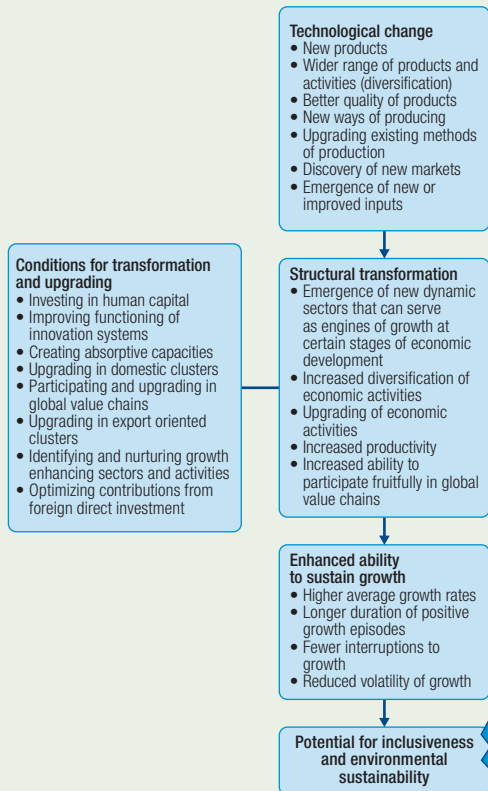 Technological change
• New products
• Wider range of products and
activities (diversification)
• Better quality of products
• New ways of producing
• Upgrading existing methods
of production
• Discovery of new markets
• Emergence of new or
improved inputs
Conditions for transformation
and upgrading
• Investing in human capital
• Improving functioning of
innovation systems
• Creating absorptive capacities
• Upgrading in domestic clusters
• Participating and upgrading in
global value chains
• Upgrading in export oriented
clusters
• Identifying and nurturing growth
enhancing sectors and activities
• Optimizing contributions from
foreign direct investment
Structural transformation
• Emergence of new dynamic
sectors that can serve
as engines of growth at
certain stages of economic
development
• Increased diversification of
economic activities
• Upgrading of economic
activities
• Increased productivity
• Increased ability to
participate fruitfully in global
value chains
Enhanced ability
to sustain growth
• Higher average growth rates
• Longer duration of positive
growth episodes
• Fewer interruptions to
growth
• Reduced volatility of growth
Potential for inclusiveness
and environmental
sustainability